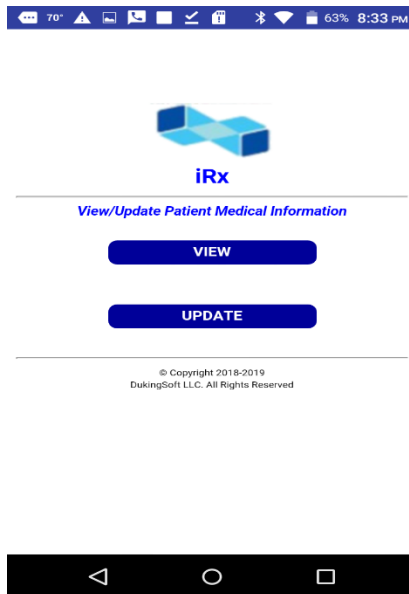 70° 63% 8:33 PM
iRx
View/Update Patient Medical Information
VIEW
UPDATE
© Copyright 2018-2019
DukingSoft LLC. All Rights Reserved